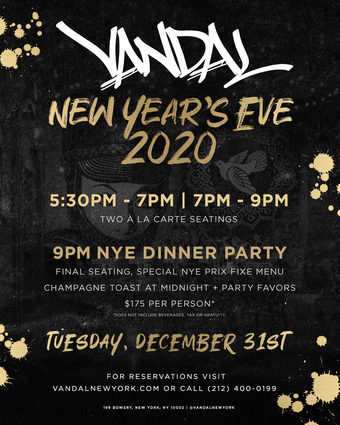 VANDAL
NEW YEAR'S EVE
2020
5:30PM - 7PM | 7PM - 9PM
TWO À LA CARTE SEATINGS
9PM NYE DINNER PARTY
FINAL SEATING, SPECIAL NYE PRIX FIXE MENU
CHAMPAGNE TOAST AT MIDNIGHT + PARTY FAVORS
$175 PER PERSON*
*DOES NOT INCLUDE BEVERAGES, TAX OR GRATUITY
TUESDAY, DECEMBER 31ST
FOR RESERVATIONS VISIT
VANDALNEWYORK.COM OR CALL (212) 400-0199
199 BOWERY, NEW YORK, NY 10002 | @VANDALNEWYORK